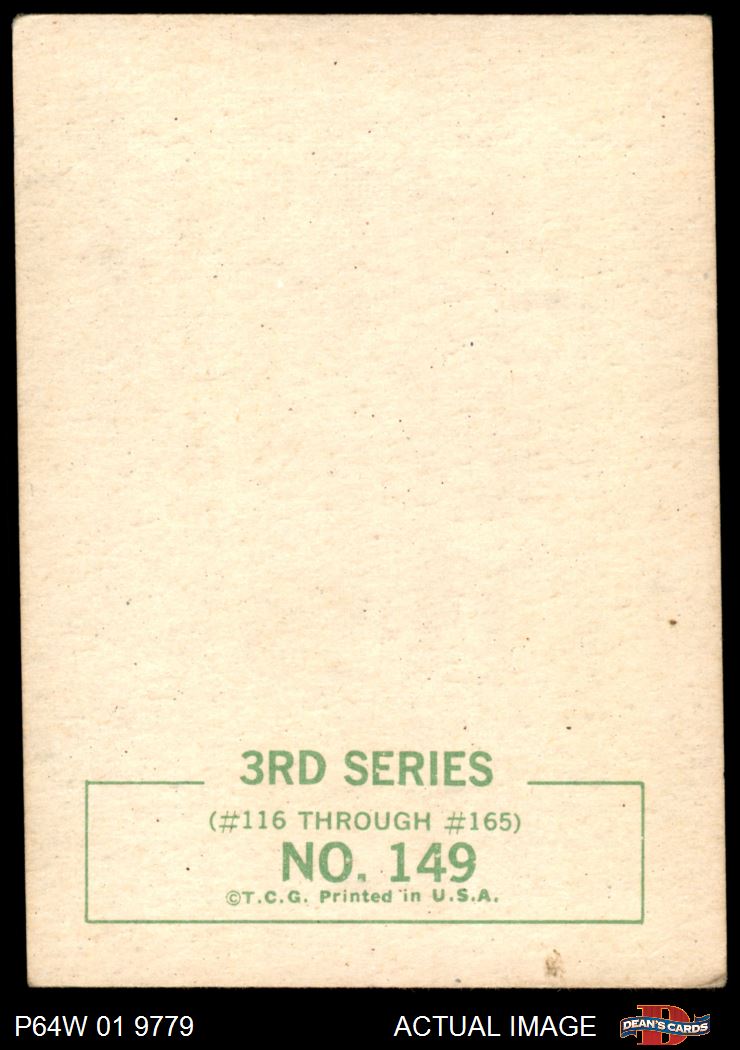 3RD SERIES
(#116 THROUGH #165)
NO. 149
©T.C.G. Printed in U.S.A.
P64W 01 9779
ACTUAL IMAGE
D
DEAN'S CARDS